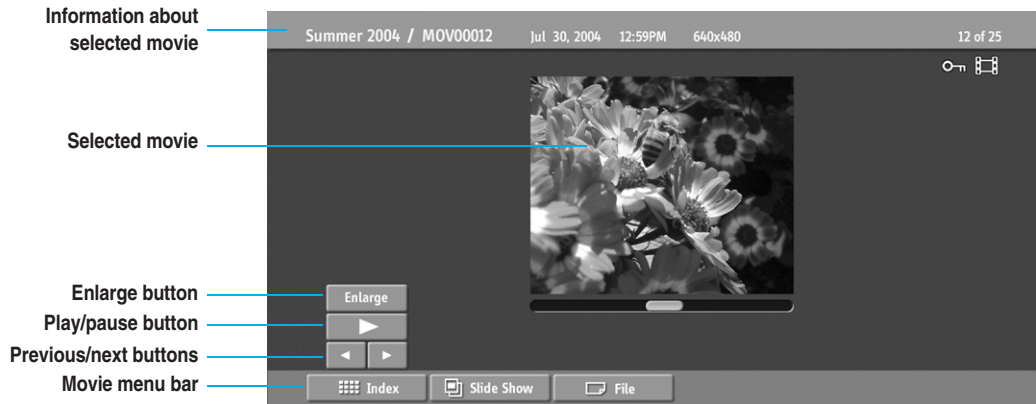 Information about
selected movie
Summer 2004 / MOV00012 Jul 30, 2004 12:59PM 640x480 12 of 25
Selected movie
Enlarge button
Enlarge
Play/pause button
Previous/next buttons
Movie menu bar
Index Slide Show File